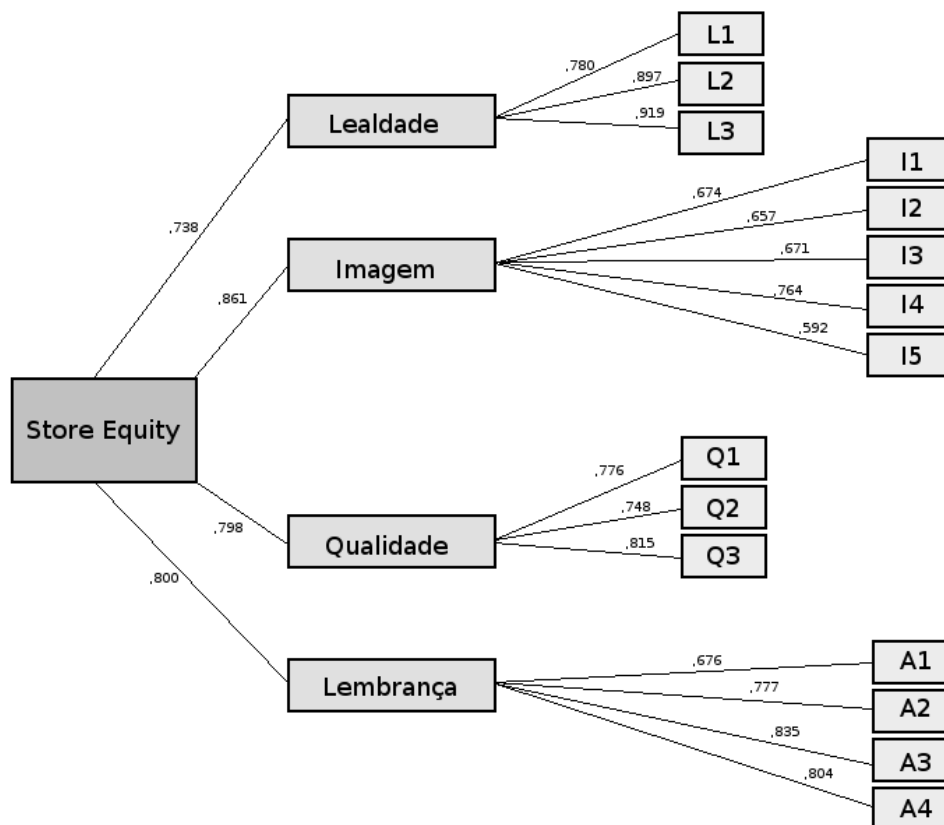 L1
,780
L2
,897
,919
L3
Lealdade
I1
,674
I2
,657
,738
I3
,671
Imagem
,861
,764
I4
,592
I5
Store Equity
Q1
,776
Q2
,748
,798
Qualidade
,815
Q3
,800
A1
,676
Lembrança
,777
A2
,835
A3
,804
A4